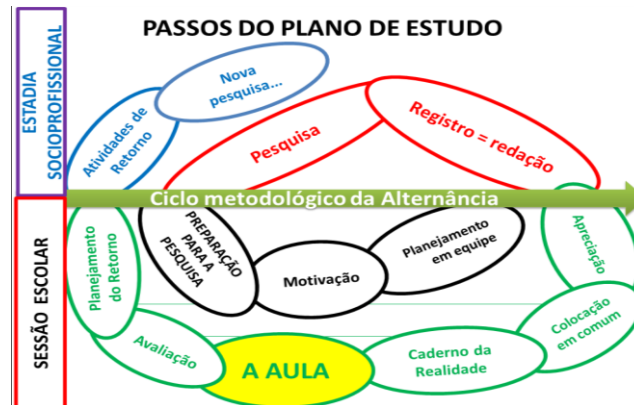 PASSOS DO PLANO DE ESTUDO
ESTADIA
SOCIOPROFISSIONAL
Nova
pesquisa...
Atividades de
Retorno
Pesquisa
Registro = redação
Ciclo metodológico da Alternância
SESSÃO ESCOLAR
Planejamento
do Retorno
PREPARAÇÃO
PARA A
PESQUISA
Motivação
Planejamento
em equipe
Apreciação
Colocação
em comum
Avaliação
A AULA
Caderno da
Realidade